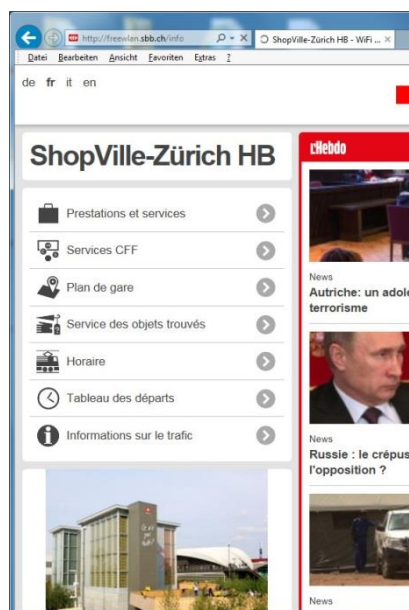 http://freewlan.sbb.ch/info
ShopVille-Zürich HB - WiFi ...
Datei Bearbeiten Ansicht Favoriten Extras ?
de fr it en
ShopVille-Zürich HB
Prestations et services
Services CFF
Plan de gare
Service des objets trouvés
Horaire
Tableau des départs
Informations sur le trafic
L'Hebdo
News
Autriche: un adole
terrorisme
News
Russie : le crépus
l'opposition ?
News